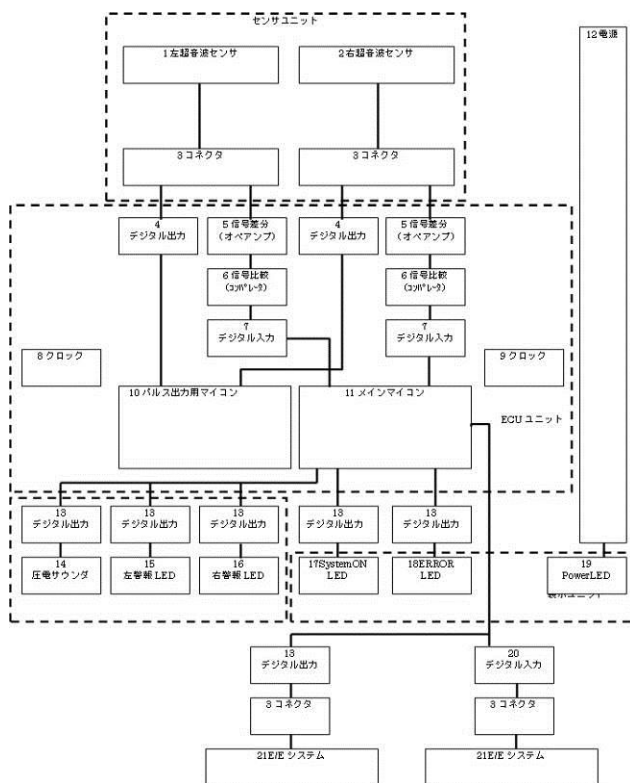 センサユニット
1左超音波センサ
2右超音波センサ
12電源
3コネクタ
3コネクタ
4
デジタル出力
5信号差分
(オペアンプ)
4
デジタル出力
5信号差分
(オペアンプ)
6信号比較
(コンパレータ)
6信号比較
(コンパレータ)
7
デジタル入力
7
デジタル入力
8クロック
9クロック
10パルス出力用マイコン
11メインマイコン
ECUユニット
13
デジタル出力
13
デジタル出力
13
デジタル出力
13
デジタル出力
13
デジタル出力
14
圧電サウンダ
15
左警報LED
16
右警報LED
17SystemON
LED
18ERROR
LED
19
PowerLED
ユニット
13
デジタル出力
20
デジタル入力
3コネクタ
3コネクタ
21E/Eシステム
21E/Eシステム